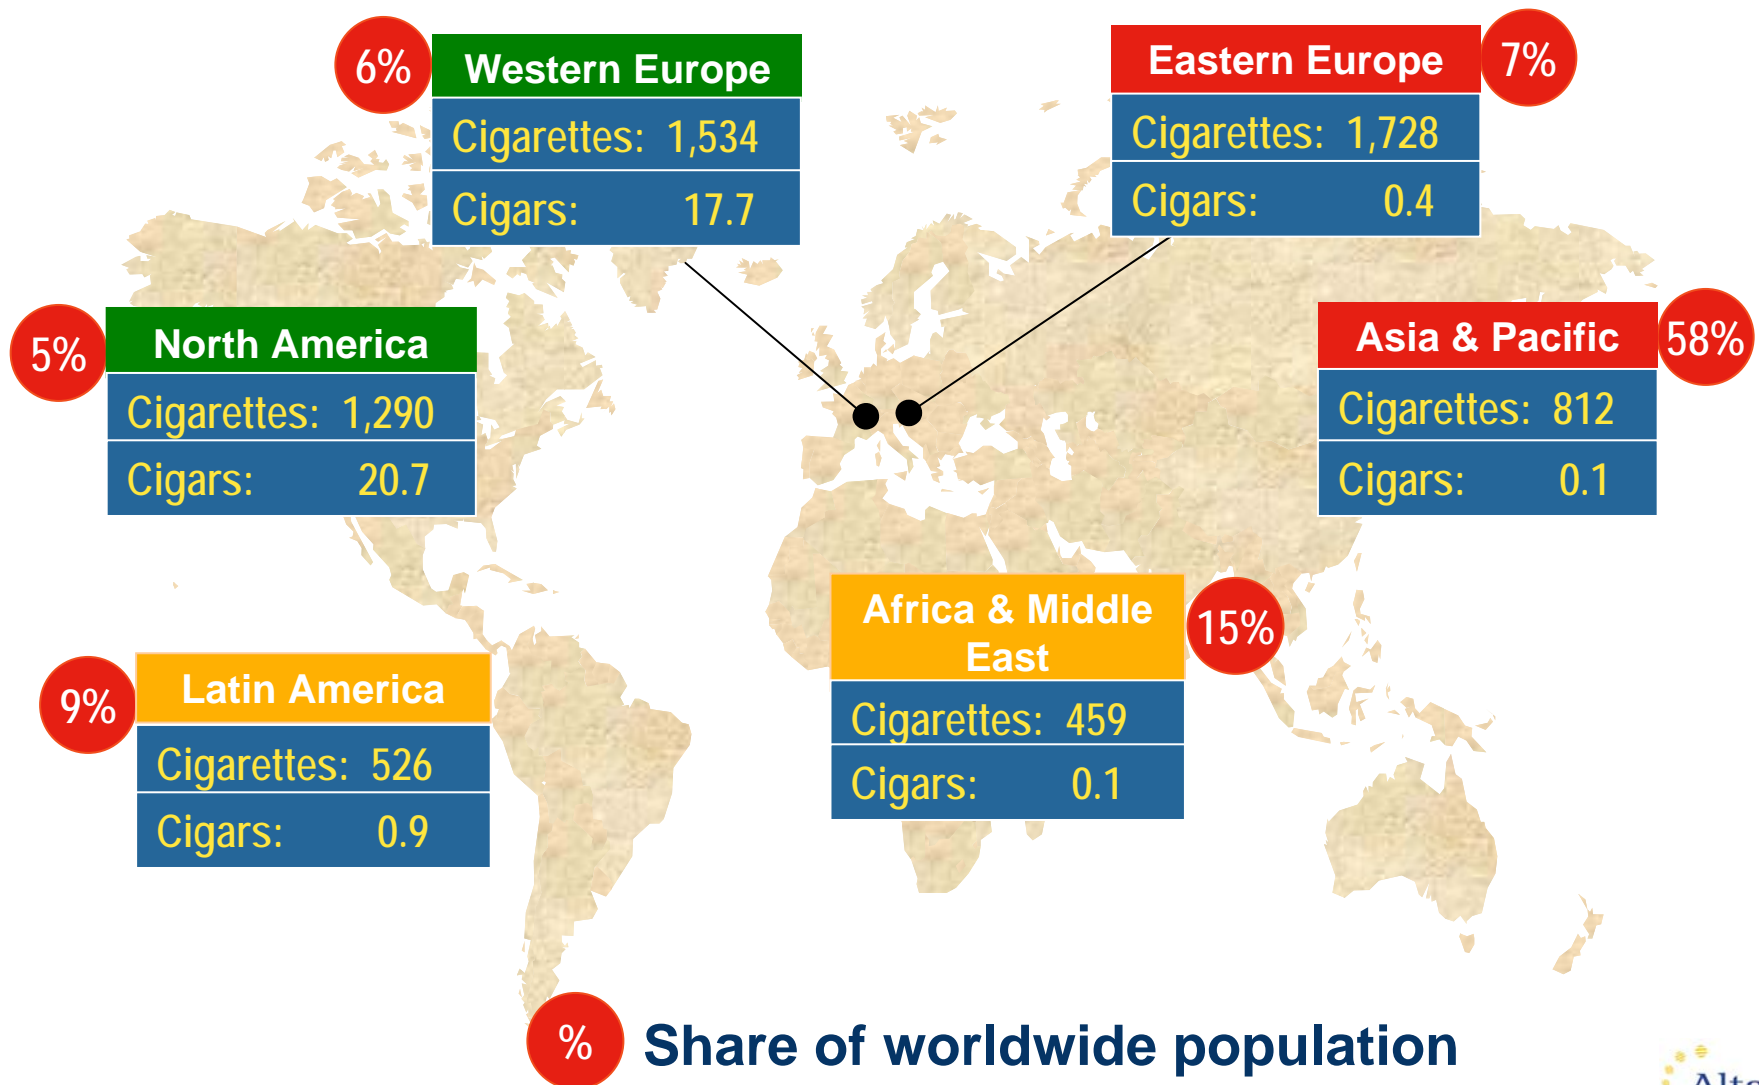 6%
Western Europe
Cigarettes: 1,534
Cigars: 17.7
Eastern Europe
7%
Cigarettes: 1,728
Cigars: 0.4
5%
North America
Cigarettes: 1,290
Cigars: 20.7
Asia & Pacific
58%
Cigarettes: 812
Cigars: 0.1
Africa & Middle
East
15%
Cigarettes: 459
Cigars: 0.1
9%
Latin America
Cigarettes: 526
Cigars: 0.9
% Share of worldwide population